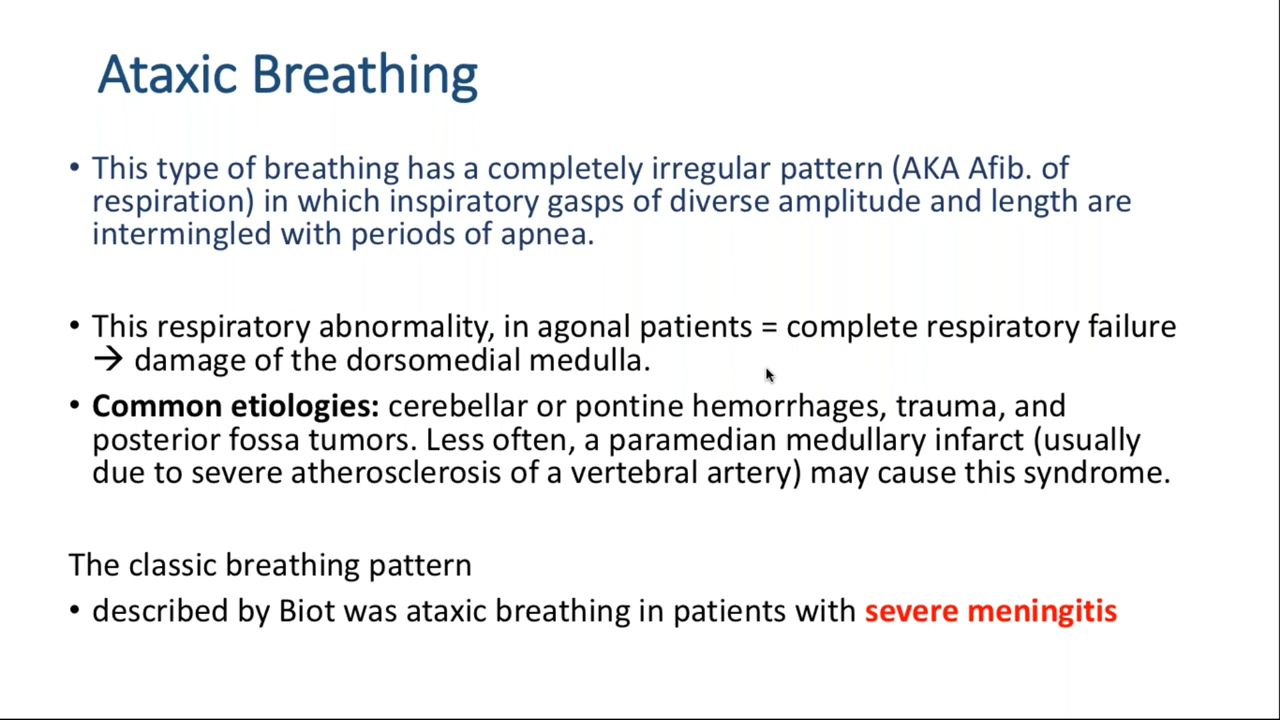 Ataxic Breathing
• This type of breathing has a completely irregular pattern (AKA Afib. of
respiration) in which inspiratory gasps of diverse amplitude and length are
intermingled with periods of apnea.
• This respiratory abnormality, in agonal patients = complete respiratory failure
→ damage of the dorsomedial medulla.
• Common etiologies: cerebellar or pontine hemorrhages, trauma, and
posterior fossa tumors. Less often, a paramedian medullary infarct (usually
due to severe atherosclerosis of a vertebral artery) may cause this syndrome.
The classic breathing pattern
• described by Biot was ataxic breathing in patients with severe meningitis